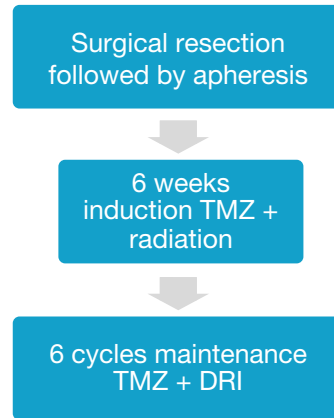 Surgical resection
followed by apheresis
6 weeks
induction TMZ +
radiation
6 cycles maintenance
TMZ + DRI